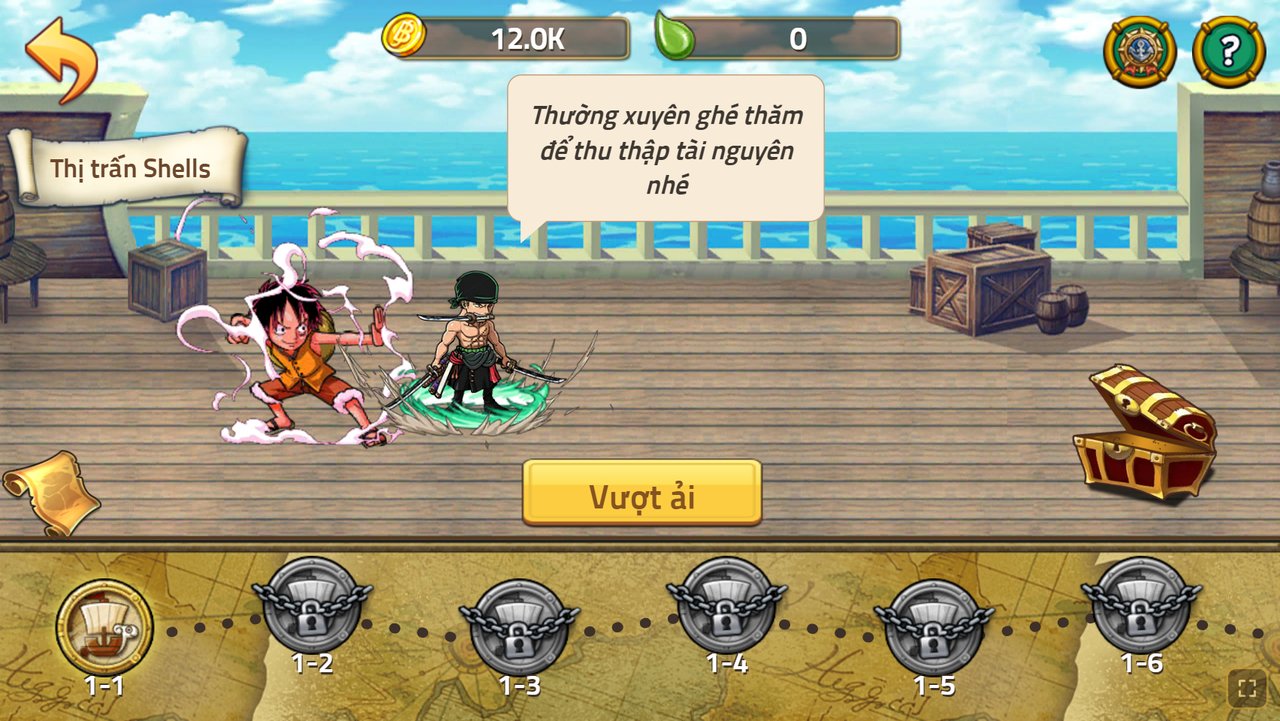 12.0K
0
?
Thường xuyên ghé thăm
để thu thập tài nguyên
nhé
Thị trấn Shells
Vượt ải
1-1
1-2
1-3
1-4
1-5
1-6